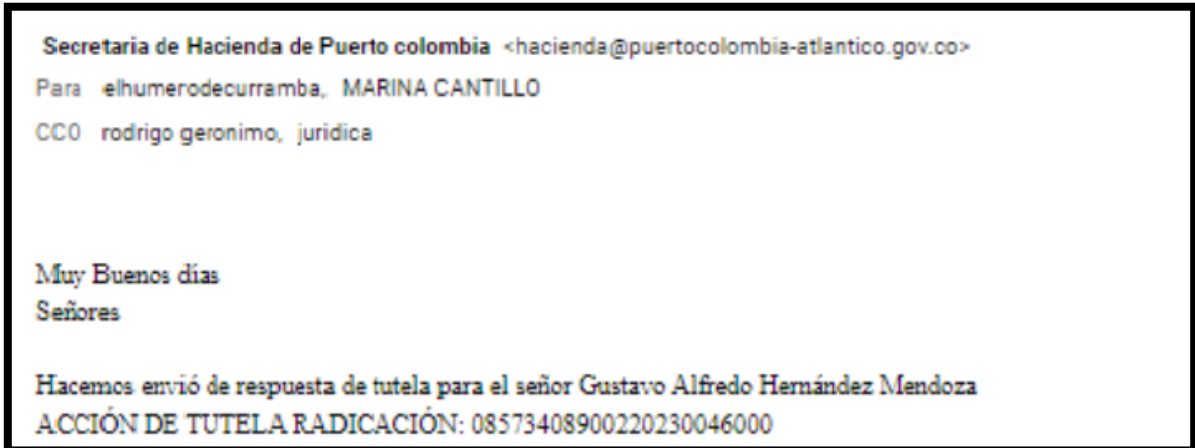 Secretaria de Hacienda de Puerto colombia <hacienda@puertocolombia-atlantico.gov.co>
Para elhumerodecurramba, MARINA CANTILLO
CCO rodrigo geronimo, juridica
Muy Buenos días
Señores
Hacemos envió de respuesta de tutela para el señor Gustavo Alfredo Hernández Mendoza
ACCIÓN DE TUTELA RADICACIÓN: 08573408900220230046000